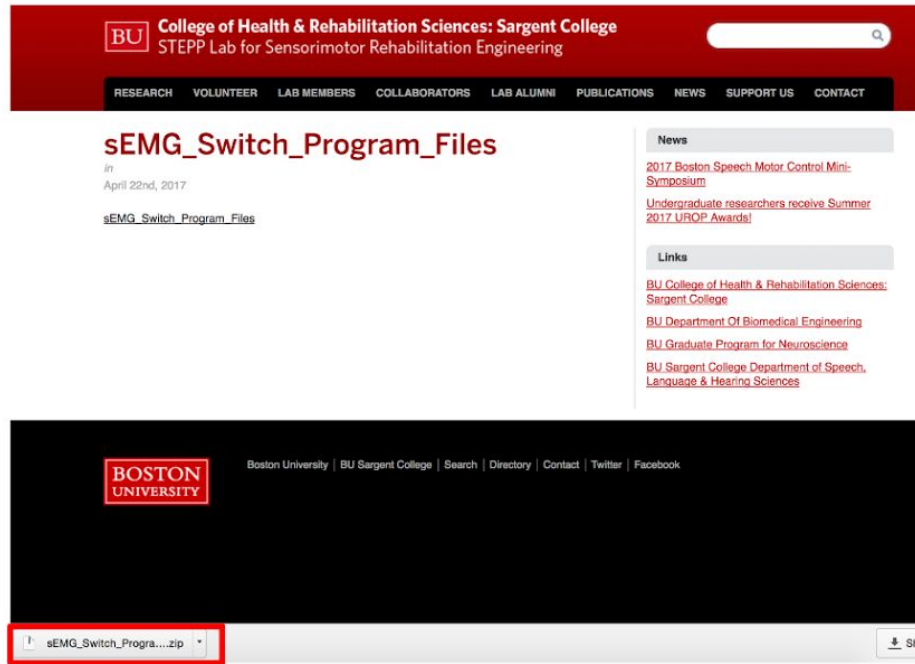 BU
College of Health & Rehabilitation Sciences: Sargent College
STEPP Lab for Sensorimotor Rehabilitation Engineering
RESEARCH VOLUNTEER LAB MEMBERS COLLABORATORS LAB ALUMNI PUBLICATIONS NEWS SUPPORT US CONTACT
sEMG_Switch_Program_Files
in
April 22nd, 2017
sEMG_Switch_Program_Files
News
2017 Boston Speech Motor Control Mini-
Symposium
Undergraduate researchers receive Summer
2017 UROP Awards!
Links
BU College of Health & Rehabilitation Sciences:
Sargent College
BU Department Of Biomedical Engineering
BU Graduate Program for Neuroscience
BU Sargent College Department of Speech,
Language & Hearing Sciences
BOSTON
UNIVERSITY
Boston University | BU Sargent College | Search | Directory | Contact | Twitter | Facebook
sEMG_Switch_Progra....zip